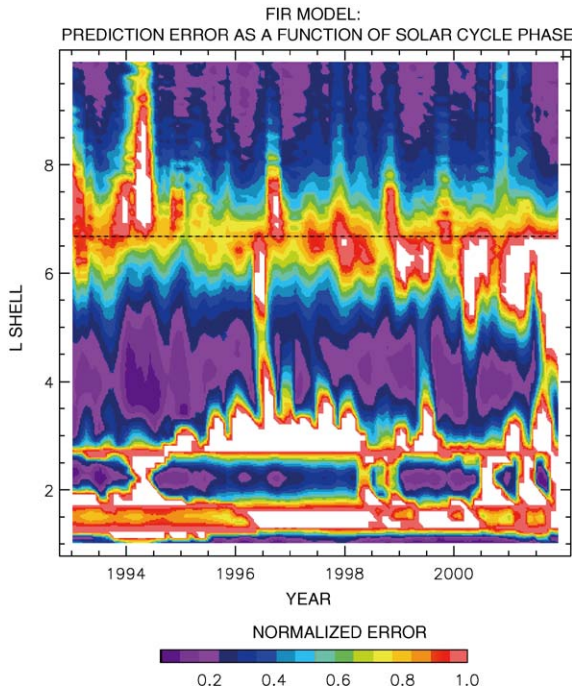 FIR MODEL:
PREDICTION ERROR AS A FUNCTION OF SOLAR CYCLE PHASE
8
6
4
2
L SHELL
1994 1996 1998 2000
YEAR
NORMALIZED ERROR
0.2 0.4 0.6 0.8 1.0